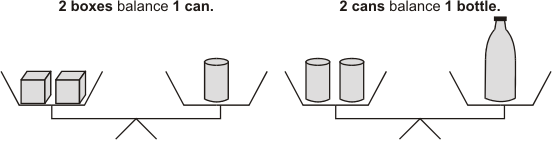 2 boxes balance 1 can.
2 cans balance 1 bottle.